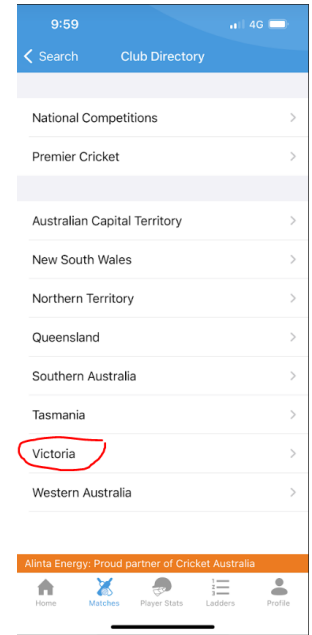 9:59
4G
Search
Club Directory
National Competitions
Premier Cricket
Australian Capital Territory
New South Wales
Northern Territory
Queensland
Southern Australia
Tasmania
Victoria
Western Australia
Alinta Energy: Proud partner of Cricket Australia
Home Matches Player Stats Ladders Profile